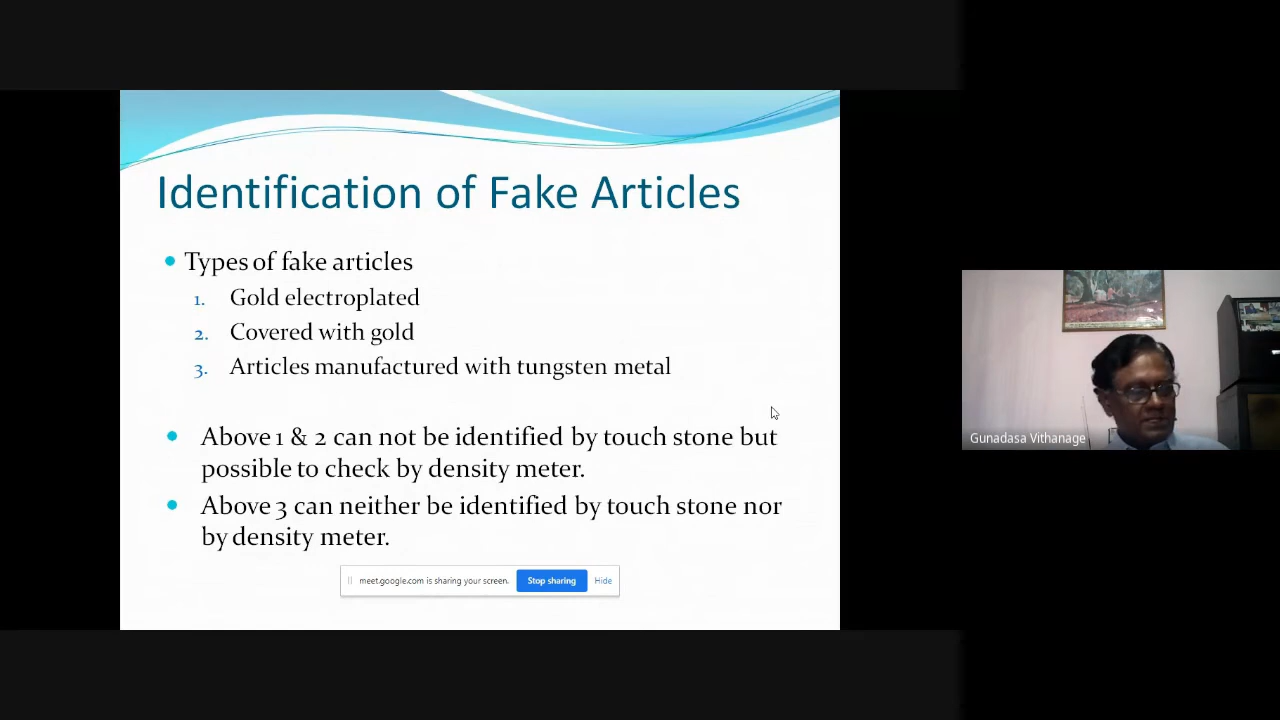 Identification of Fake Articles
Types of fake articles
1. Gold electroplated
2. Covered with gold
3. Articles manufactured with tungsten metal
Above 1 & 2 can not be identified by touch stone but
possible to check by density meter.
Above 3 can neither be identified by touch stone nor
by density meter.
meet.google.com is sharing your screen. Stop sharing Hide
Gunadasa Vithanage